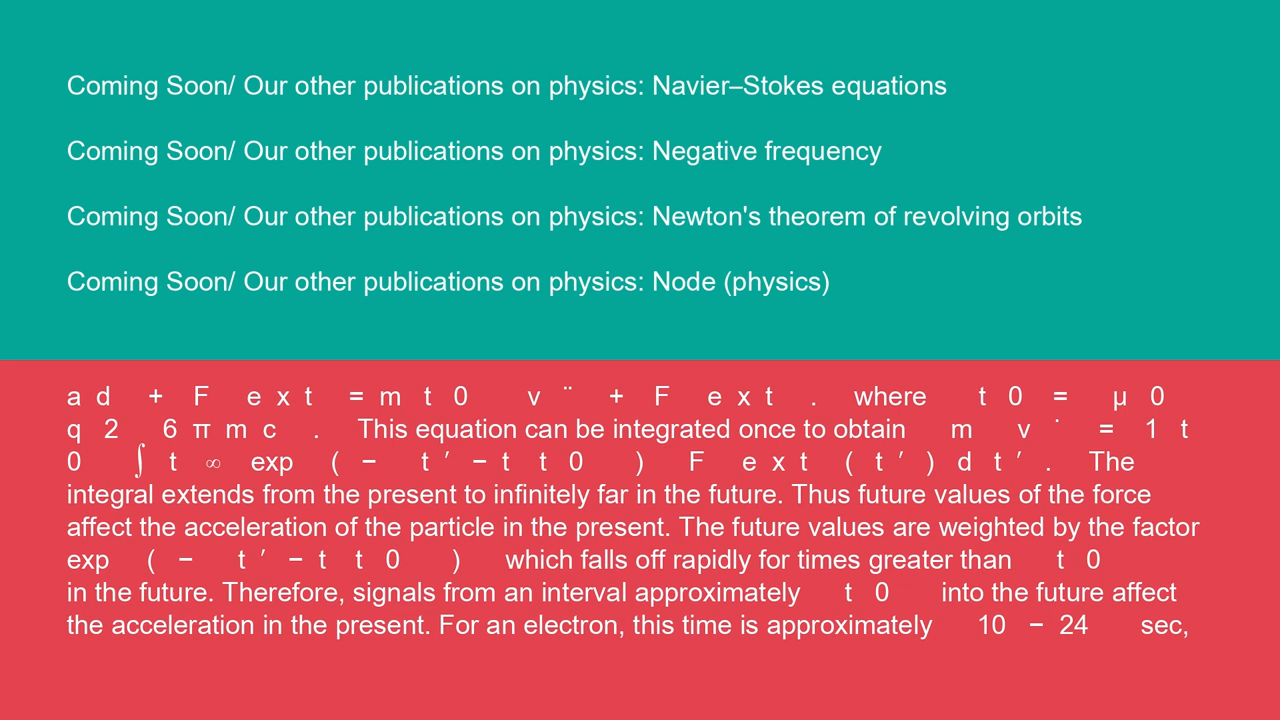 Coming Soon/ Our other publications on physics: Navier–Stokes equations
Coming Soon/ Our other publications on physics: Negative frequency
Coming Soon/ Our other publications on physics: Newton's theorem of revolving orbits
Coming Soon/ Our other publications on physics: Node (physics)
a d + F e x t = m t 0 v ¨ + F e x t . where t 0 = μ 0
q 2 6 π m c . This equation can be integrated once to obtain m v ˙ = 1 t
0 ∫ t ∞ exp ( − t ′ − t t 0 ) F e x t ( t ′ ) d t ′ . The
integral extends from the present to infinitely far in the future. Thus future values of the force
affect the acceleration of the particle in the present. The future values are weighted by the factor
exp ( − t ′ − t t 0 ) which falls off rapidly for times greater than t 0
in the future. Therefore, signals from an interval approximately t 0 into the future affect
the acceleration in the present. For an electron, this time is approximately 10 − 24 sec,